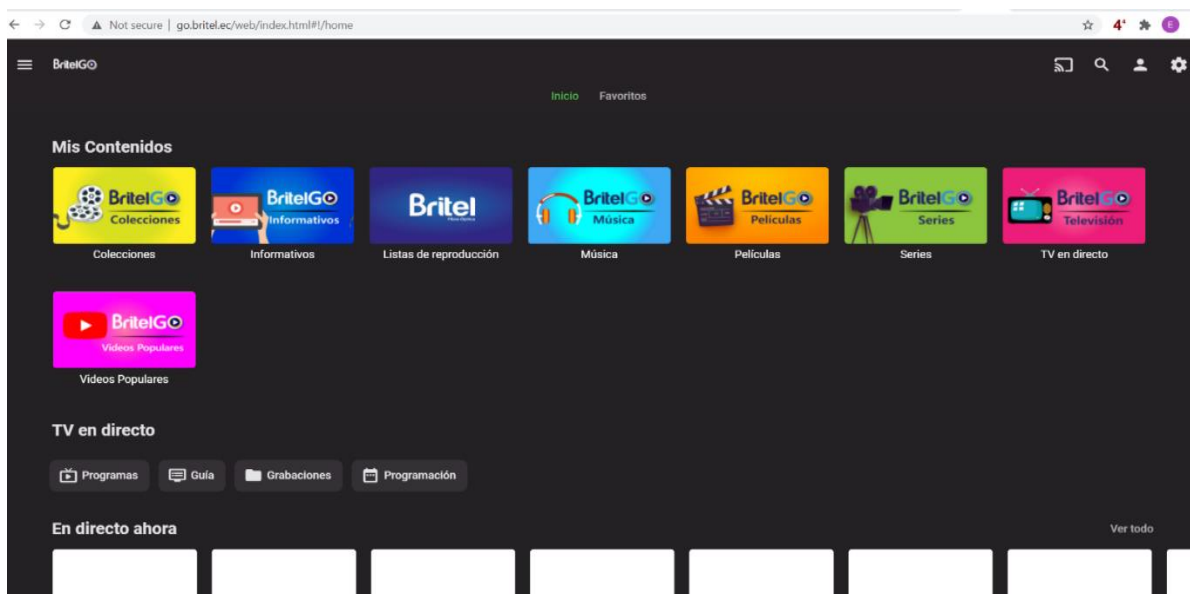 Not secure | go.britel.ec/web/index.html#!/home
4+
E
BritelGO
Inicio Favoritos
Mis Contenidos
BritelGO Colecciones
BritelGO Informativos
Britel
BritelGO Música
BritelGO Películas
BritelGO Series
BritelGO Televisión
Colecciones Informativos Listas de reproducción Música Películas Series TV en directo
BritelGO
Videos Populares
Videos Populares
TV en directo
Programas Guía Grabaciones Programación
En directo ahora Ver todo